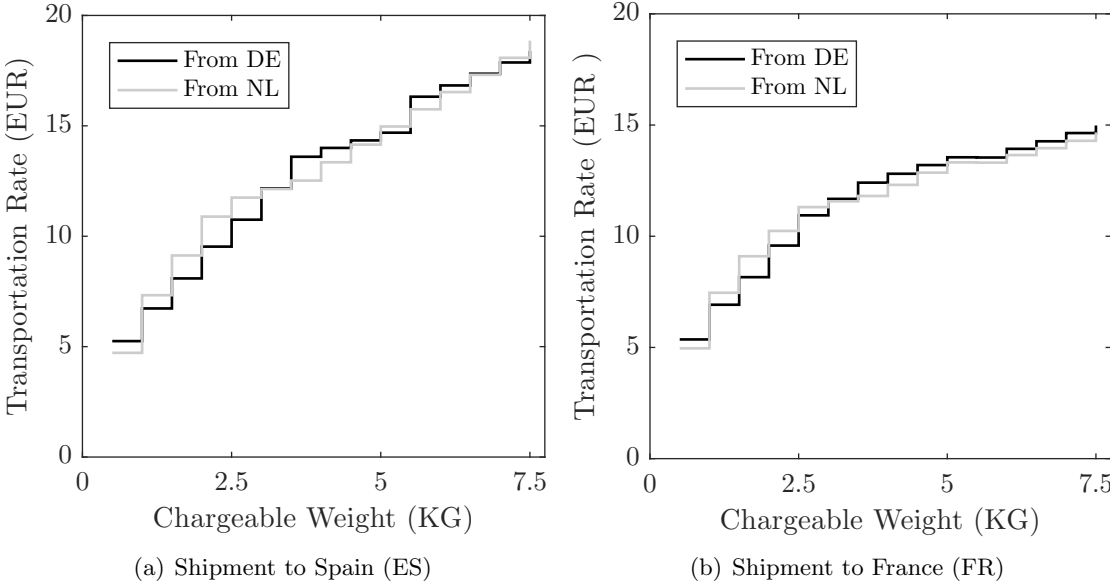 20
15
10
5
0
0
2.5
5
7.5
Transportation Rate (EUR)
Chargeable Weight (KG)
From DE
From NL
(a) Shipment to Spain (ES)
20
15
10
5
0
0
2.5
5
7.5
Transportation Rate (EUR )
Chargeable Weight (KG)
From DE
From NL
(b) Shipment to France (FR)